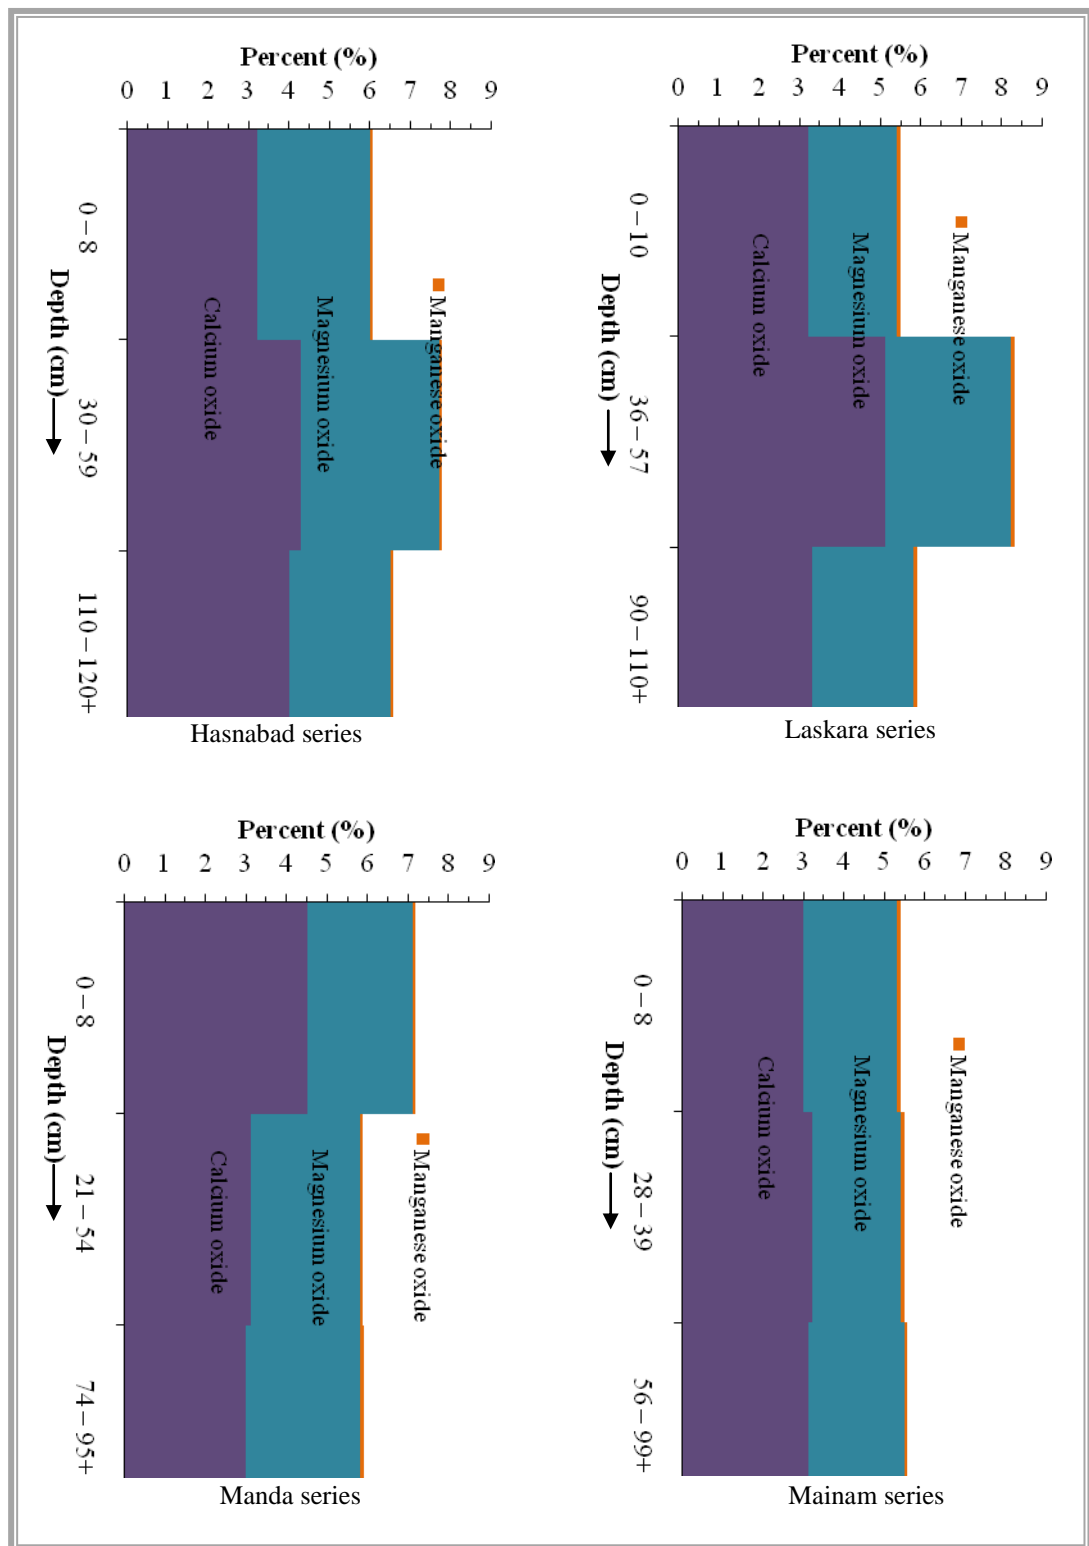 Percent (%)
0 1 2 3 4 5 6 7 8 9
0–8
30–59
110–120+
Depth (cm)
Calcium oxide
Magnesium oxide
Manganese oxide
Hasnabad series
Percent (%)
0 1 2 3 4 5 6 7 8 9
0–10
36–57
90–110+
Depth (cm)
Calcium oxide
Magnesium oxide
Manganese oxide
Laskara series
Percent (%)
0 1 2 3 4 5 6 7 8 9
0–8
21–54
74–95+
Depth (cm)
Calcium oxide
Magnesium oxide
Manganese oxide
Manda series
Percent (%)
0 1 2 3 4 5 6 7 8 9
0–8
28–39
56–99+
Depth (cm)
Calcium oxide
Magnesium oxide
Manganese oxide
Mainam series